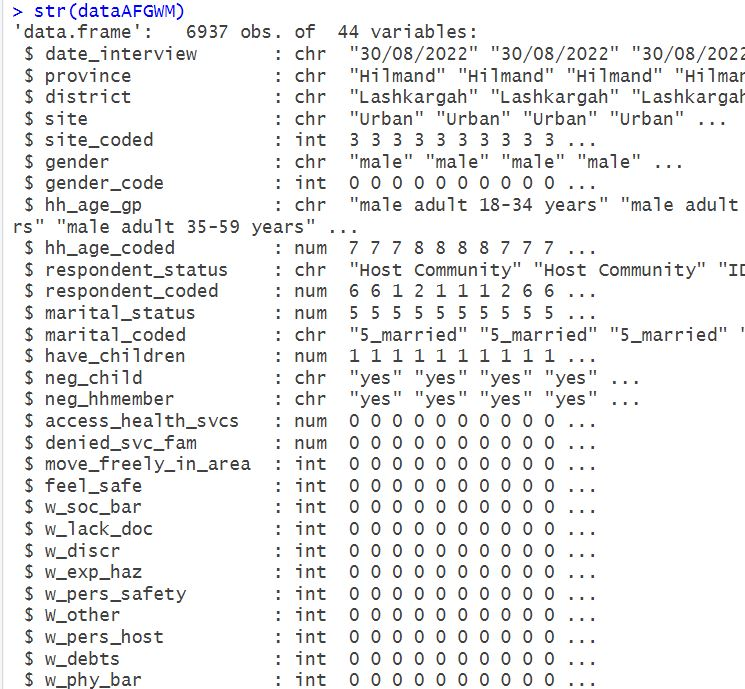 > str(dataAFGWM)
'data.frame':   6937 obs. of  44 variables:
 $ date_interview      : chr  "30/08/2022" "30/08/2022" "30/08/2022
 $ province            : chr  "Hilmand" "Hilmand" "Hilmand" "Hilman
 $ district            : chr  "Lashkargah" "Lashkargah" "Lashkargah
 $ site                : chr  "Urban" "Urban" "Urban" "Urban" ...
 $ site_coded          : int  3 3 3 3 3 3 3 3 3 3 ...
 $ gender              : chr  "male" "male" "male" "male" ...
 $ gender_code         : int  0 0 0 0 0 0 0 0 0 0 ...
 $ hh_age_gp           : chr  "male adult 18-34 years" "male adult
rs" "male adult 35-59 years" ...
 $ hh_age_coded        : num  7 7 7 8 8 8 8 7 7 7 ...
 $ respondent_status   : chr  "Host Community" "Host Community" "ID
 $ respondent_coded    : num  6 6 1 2 1 1 1 2 6 6 ...
 $ marital_status      : num  5 5 5 5 5 5 5 5 5 5 ...
 $ marital_coded       : chr  "5_married" "5_married" "5_married" "
 $ have_children       : num  1 1 1 1 1 1 1 1 1 1 ...
 $ neg_child           : chr  "yes" "yes" "yes" "yes" ...
 $ neg_hhmember        : chr  "yes" "yes" "yes" "yes" ...
 $ access_health_svcs  : num  0 0 0 0 0 0 0 0 0 0 ...
 $ denied_svc_fam      : num  0 0 0 0 0 0 0 0 0 0 ...
 $ move_freely_in_area : int  0 0 0 0 0 0 0 0 0 0 ...
 $ feel_safe           : int  0 0 0 0 0 0 0 0 0 0 ...
 $ w_soc_bar           : int  0 0 0 0 0 0 0 0 0 0 ...
 $ w_lack_doc          : int  0 0 0 0 0 0 0 0 0 0 ...
 $ w_discr             : int  0 0 0 0 0 0 0 0 0 0 ...
 $ w_exp_haz           : int  0 0 0 0 0 0 0 0 0 0 ...
 $ w_pers_safety       : int  0 0 0 0 0 0 0 0 0 0 ...
 $ W_other             : int  0 0 0 0 0 0 0 0 0 0 ...
 $ w_pers_host         : int  0 0 0 0 0 0 0 0 0 0 ...
 $ w_debts             : int  0 0 0 0 0 0 0 0 0 0 ...
 $ w_phy_bar           : int  0 0 0 0 0 0 0 0 0 0 ...